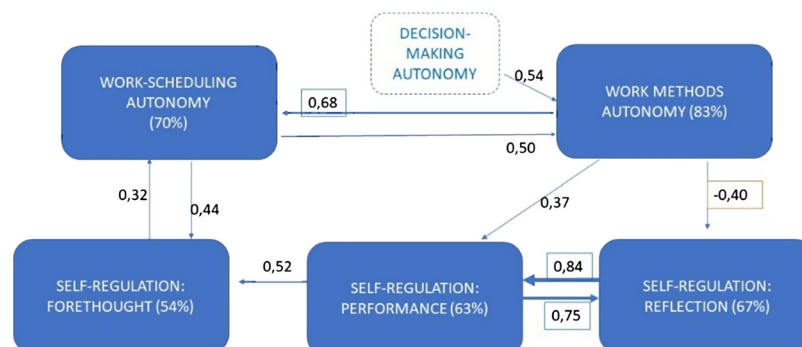 DECISION-
MAKING
AUTONOMY
WORK-SCHEDULING
AUTONOMY
(70%)
WORK METHODS
AUTONOMY (83%)
0,54
0,68
0,50
0,32
0,44
0,37
-0,40
SELF-REGULATION:
FORETHOUGHT (54%)
0,52
SELF-REGULATION:
PERFORMANCE (63%)
0,84
0,75
SELF-REGULATION:
REFLECTION (67%)